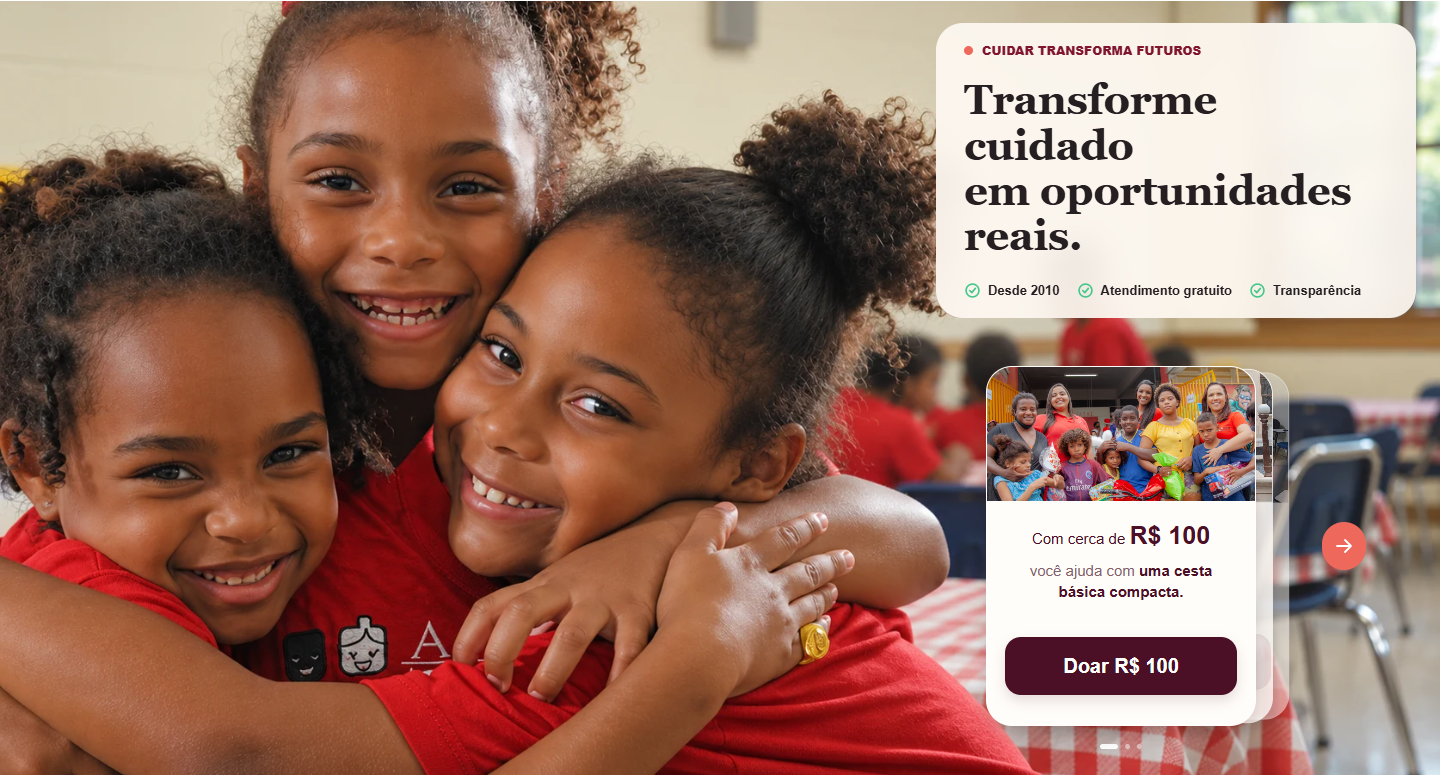 CUIDAR TRANSFORMA FUTUROS
Transforme
cuidado
em oportunidades
reais.
Desde 2010
Atendimento gratuito
Transparência
Com cerca de R$ 100
você ajuda com uma cesta
básica compacta.
Doar R$ 100